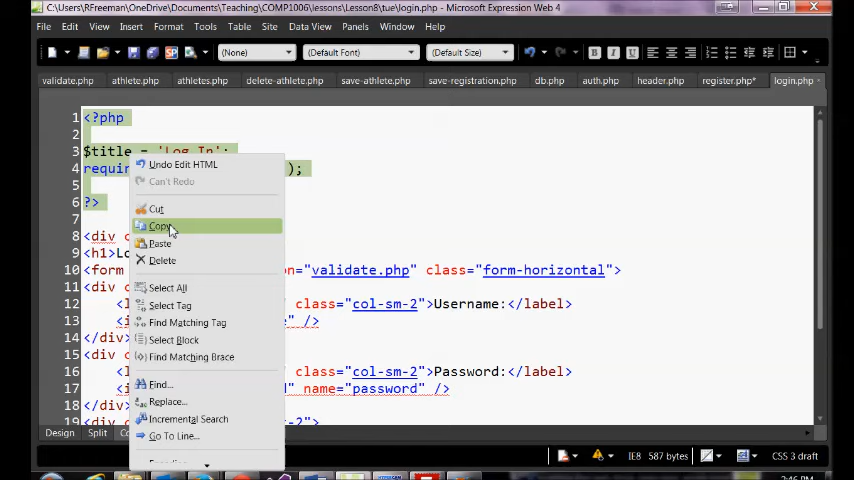 C:\Users\RFreeman\OneDrive\Documents\Teaching\COMP1006\lessons\Lesson8\tue\login.php - Microsoft Expression Web 4
File Edit View Insert Format Tools Table Site Data View Panels Window Help
(None) (Default Font) (Default Size) B I U
validate.php athlete.php athletes.php delete-athlete.php save-athlete.php save-registration.php db.php auth.php header.php register.php* login.php
1 <?php
2
3 $title = 'Log In';
4 requir );
5
6 ?>
7
8 <div c
9 <h1>Lo
10 <form on="validate.php" class="form-horizontal">
11 <div c
12 <l class="col-sm-2">Username:</label>
13 <i e" />
14 </div>
15 <div c
16 <l class="col-sm-2">Password:</label>
17 <i d" name="password" />
18 </div>
<div c -2">
Undo Edit HTML
Can't Redo
Cut
Copy
Paste
Delete
Select All
Select Tag
Find Matching Tag
Select Block
Find Matching Brace
Find...
Replace...
Incremental Search
Go To Line...
Design Split Co
IE8 587 bytes CSS 3 draft
2:46 PM